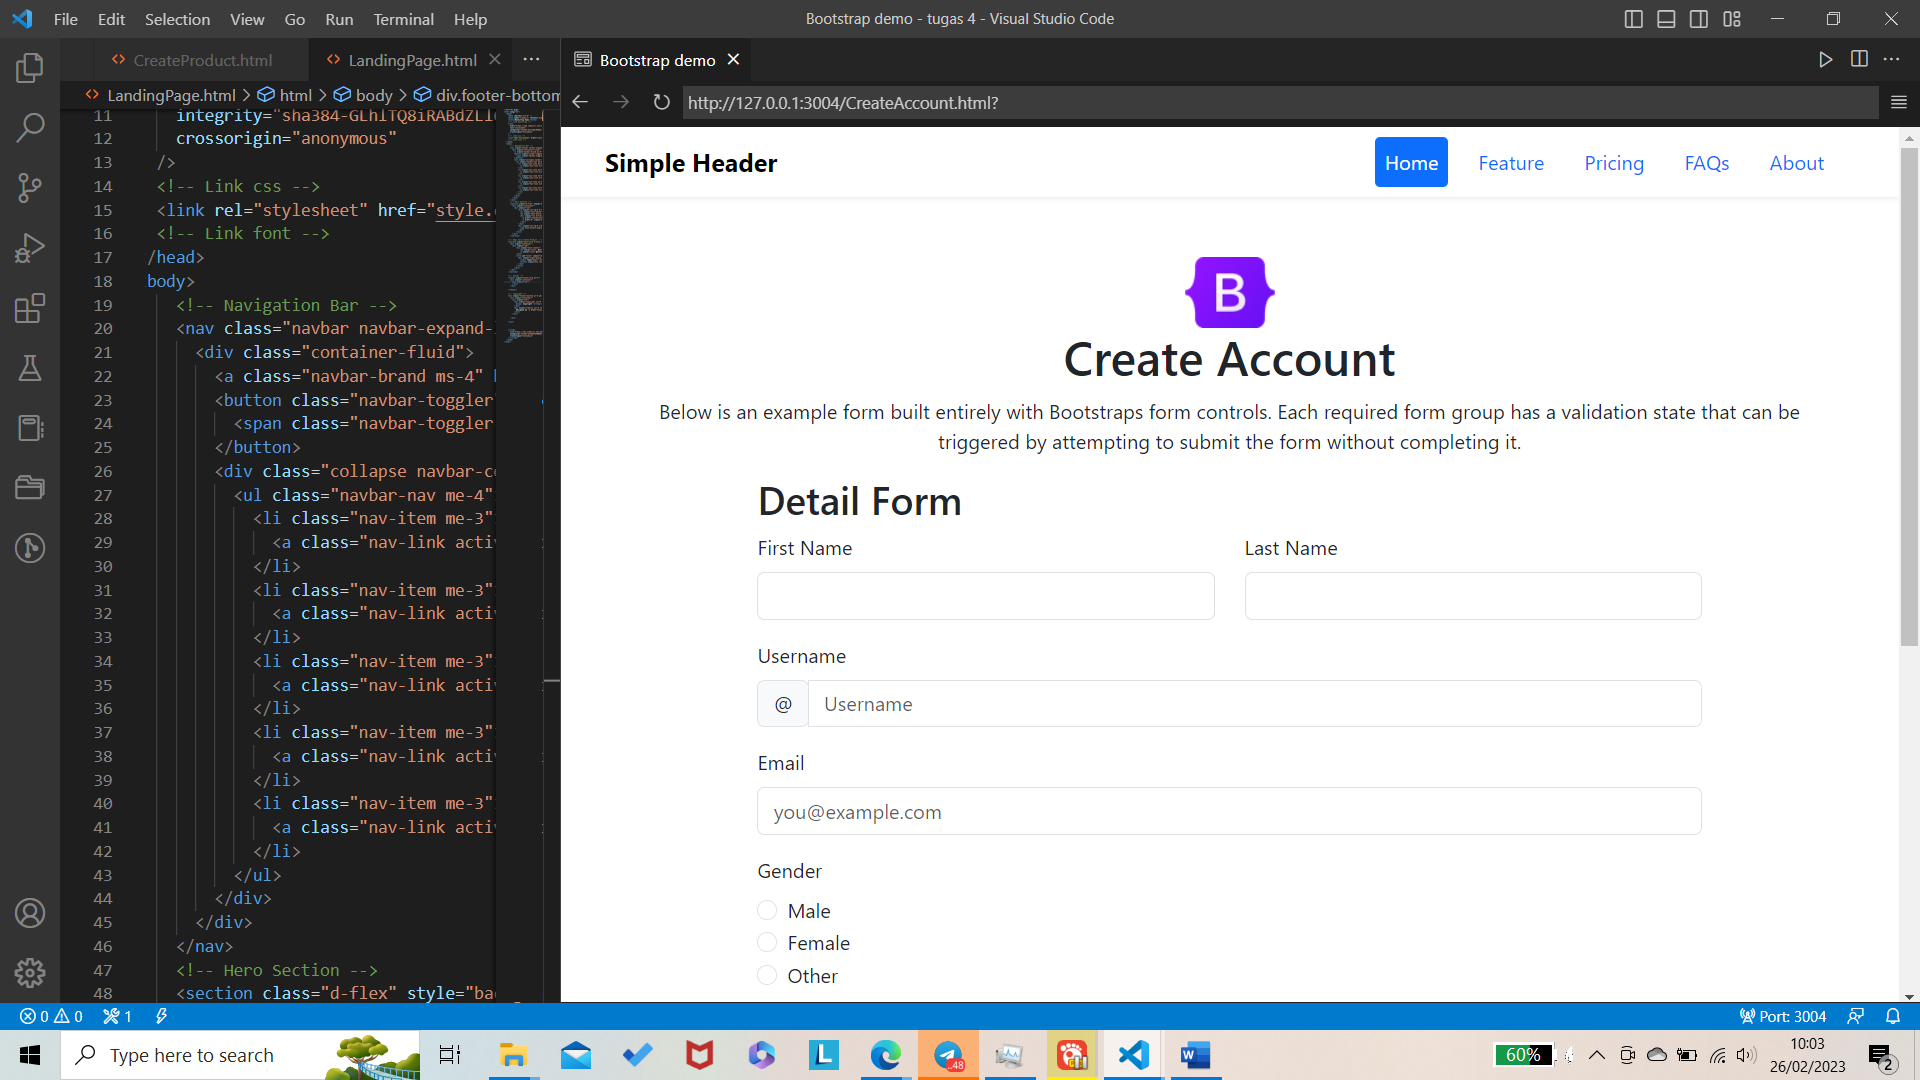 File Edit Selection View Go Run Terminal Help
Bootstrap demo - tugas 4 - Visual Studio Code
CreateProduct.html
LandingPage.html
LandingPage.html > html > body > div.footer-bottom
11 integrity="sha384-
12 crossorigin="anonymous"
13 />
14 <!-- Link css -->
15 <link rel="stylesheet" href="style.
16 <!-- Link font -->
17 /head>
18 body>
19 <!-- Navigation Bar -->
20 <nav class="navbar navbar-expand-
21 <div class="container-fluid">
22 <a class="navbar-brand ms-4"
23 <button class="navbar-toggler
24 <span class="navbar-toggler
25 </button>
26 <div class="collapse navbar-c
27 <ul class="navbar-nav me-4"
28 <li class="nav-item me-3"
29 <a class="nav-link acti
30 </li>
31 <li class="nav-item me-3"
32 <a class="nav-link acti
33 </li>
34 <li class="nav-item me-3"
35 <a class="nav-link acti
36 </li>
37 <li class="nav-item me-3"
38 <a class="nav-link acti
39 </li>
40 <li class="nav-item me-3"
41 <a class="nav-link acti
42 </li>
43 </ul>
44 </div>
45 </div>
46 </nav>
47 <!-- Hero Section -->
48 <section class="d-flex" style="ba
Bootstrap demo
http://127.0.0.1:3004/CreateAccount.html?
Simple Header
Home Feature Pricing FAQs About
B
Create Account
Below is an example form built entirely with Bootstraps form controls. Each required form group has a validation state that can be
triggered by attempting to submit the form without completing it.
Detail Form
First Name Last Name
Username
@ Username
Email
you@example.com
Gender
Male
Female
Other
0 0 1
Port: 3004
Type here to search
L
48
W
60%
10:03
26/02/2023
2